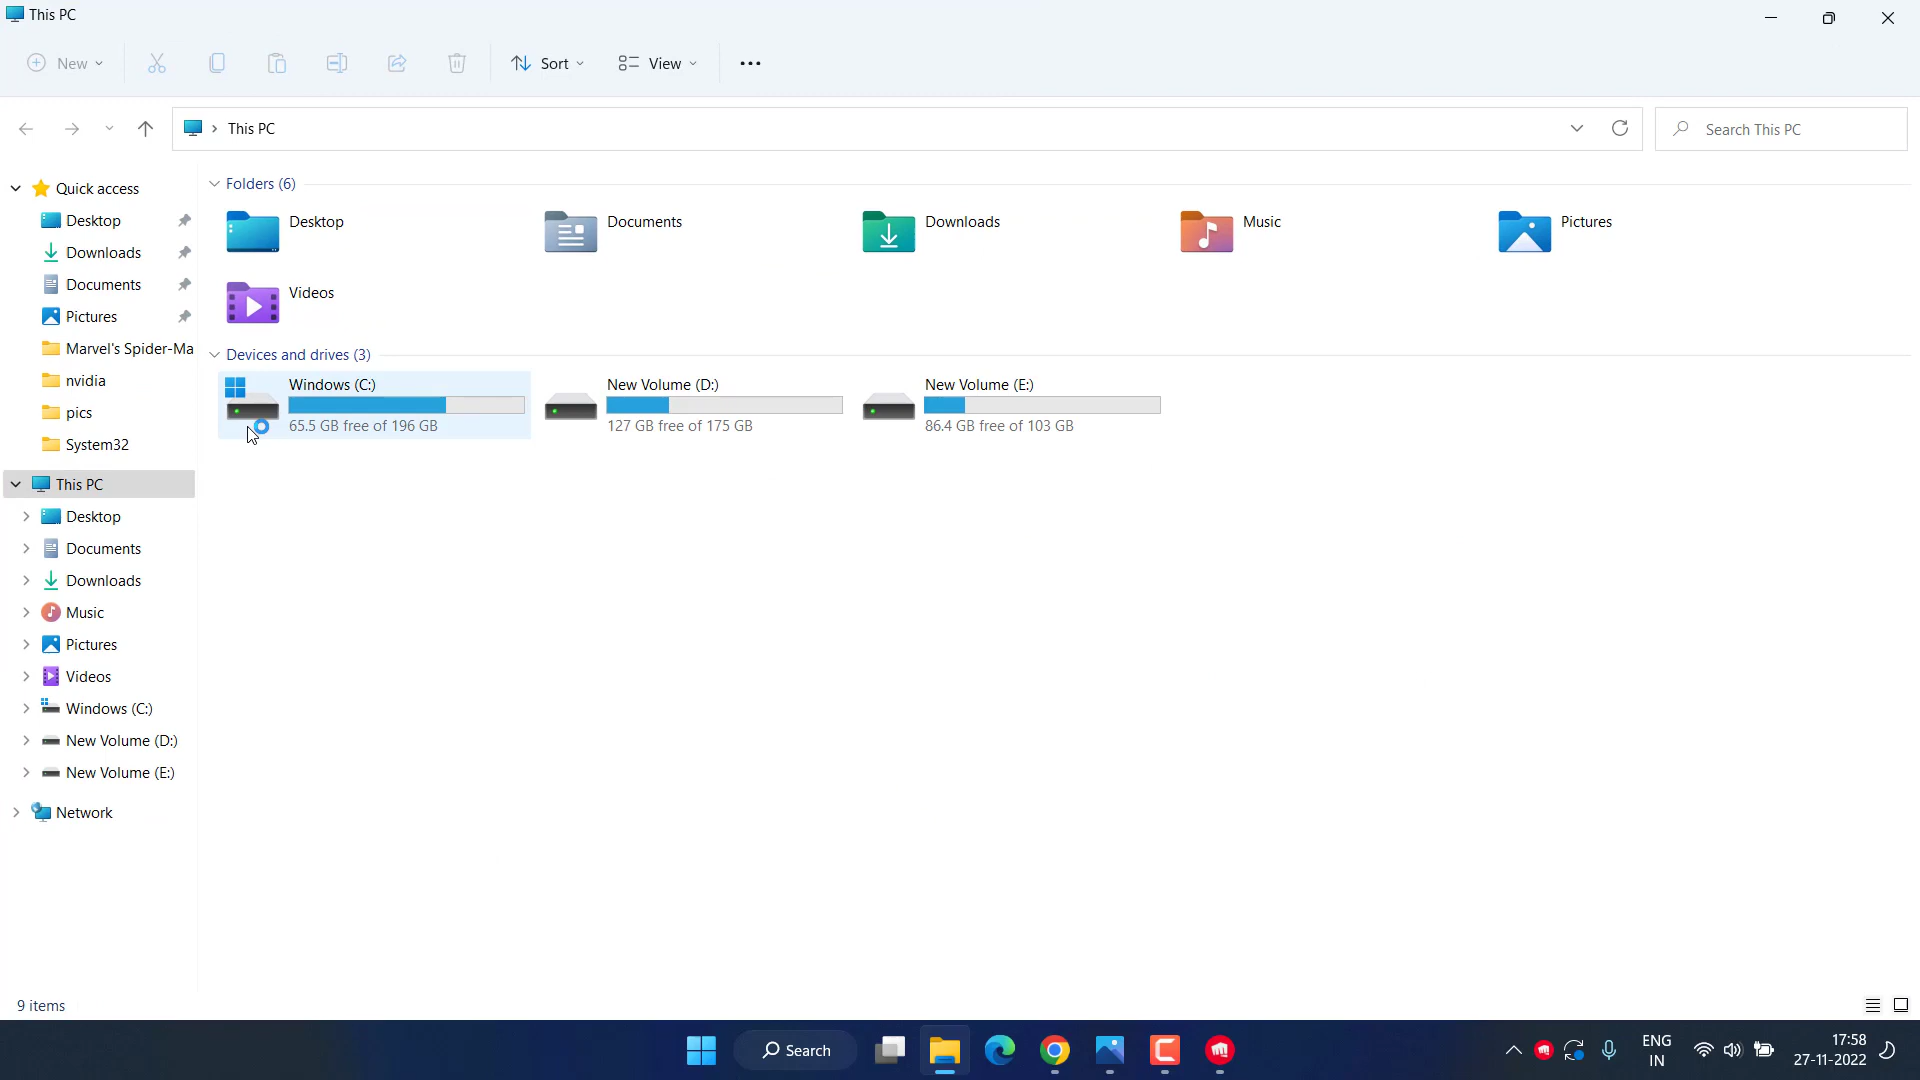 This PC
New
Sort
View
This PC
Search This PC
Quick access
Desktop
Downloads
Documents
Pictures
Marvel's Spider-Ma
nvidia
pics
System32
This PC
Desktop
Documents
Downloads
Music
Pictures
Videos
Windows (C:)
New Volume (D:)
New Volume (E:)
Network
Folders (6)
Desktop
Documents
Downloads
Music
Pictures
Videos
Devices and drives (3)
Windows (C:)
65.5 GB free of 196 GB
New Volume (D:)
127 GB free of 175 GB
New Volume (E:)
86.4 GB free of 103 GB
9 items
Search
ENG
IN
17:58
27-11-2022